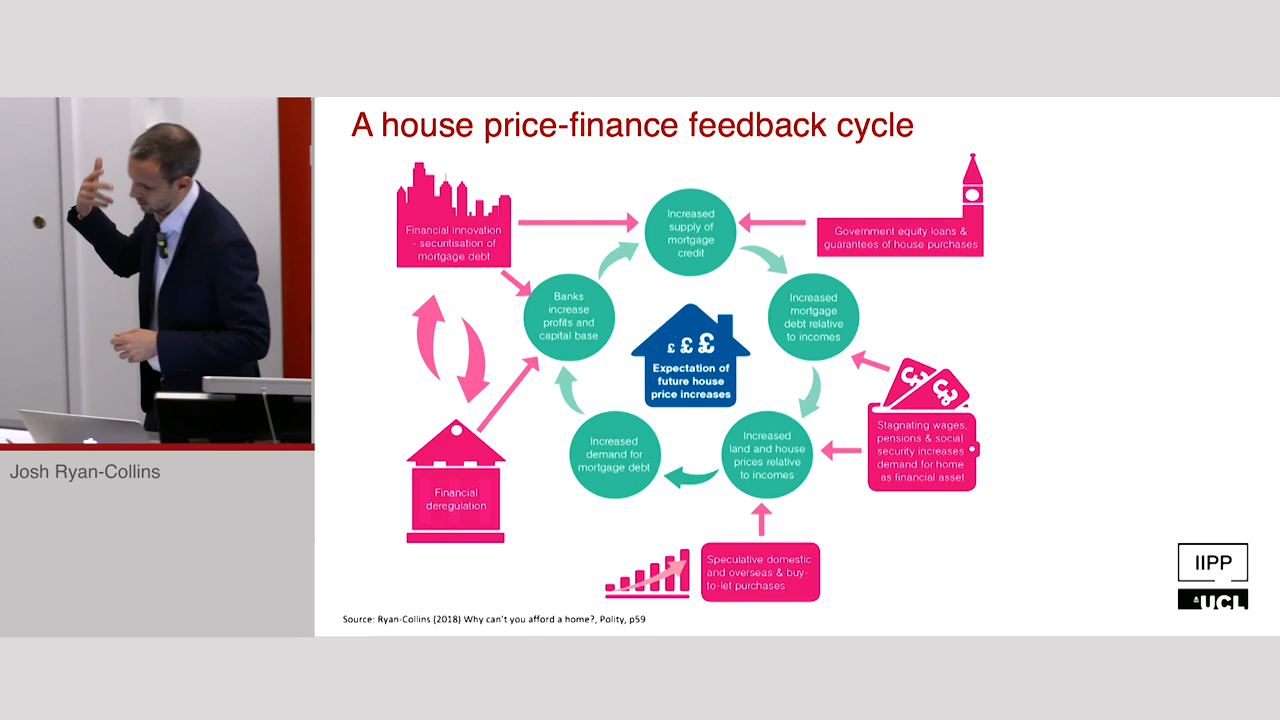 A house price-finance feedback cycle
Financial innovation
- securitisation of
mortgage debt
Increased
supply of
mortgage
credit
Government equity loans &
guarantees of house purchases
Banks
increase
profits and
capital base
Increased
mortgage
debt relative
to incomes
£ £ £
Expectation of
future house
price increases
Stagnating wages,
pensions & social
security increases
demand for home
as financial asset
Increased
demand for
mortgage debt
Increased
land and house
prices relative
to incomes
Financial
deregulation
Speculative domestic
and overseas & buy-
to-let purchases
Source: Ryan-Collins (2018) Why can't you afford a home?, Polity, p59
Josh Ryan-Collins
IIPP
UCL